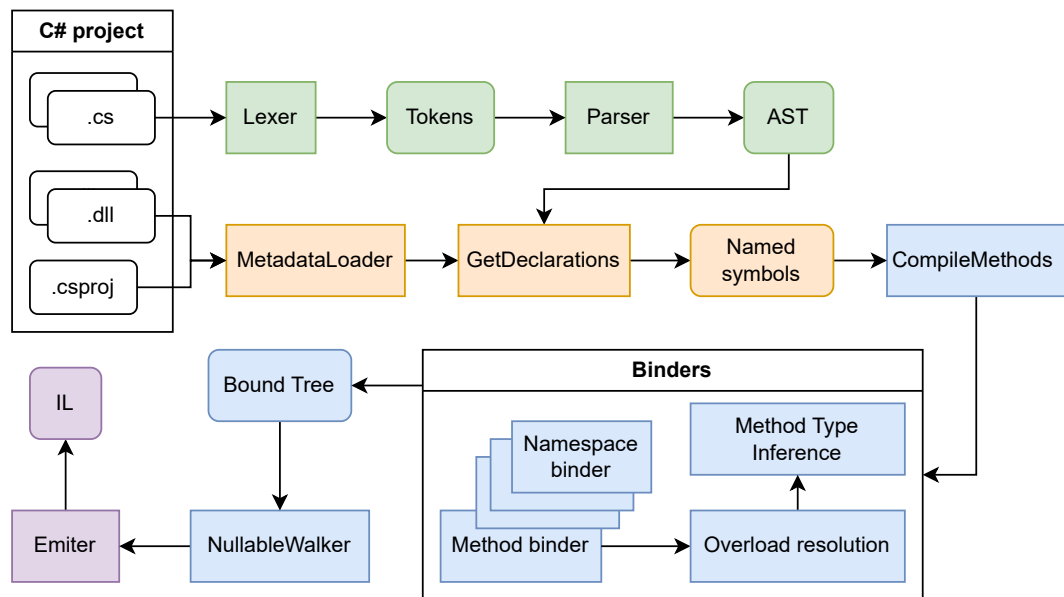 C# project
.cs
Lexer
Tokens
Parser
AST
.dll
.csproj
MetadataLoader
GetDeclarations
Named
symbols
CompileMethods
Binders
Namespace
binder
Method binder
Method Type
Inference
Overload resolution
Bound Tree
NullableWalker
Emiter
IL